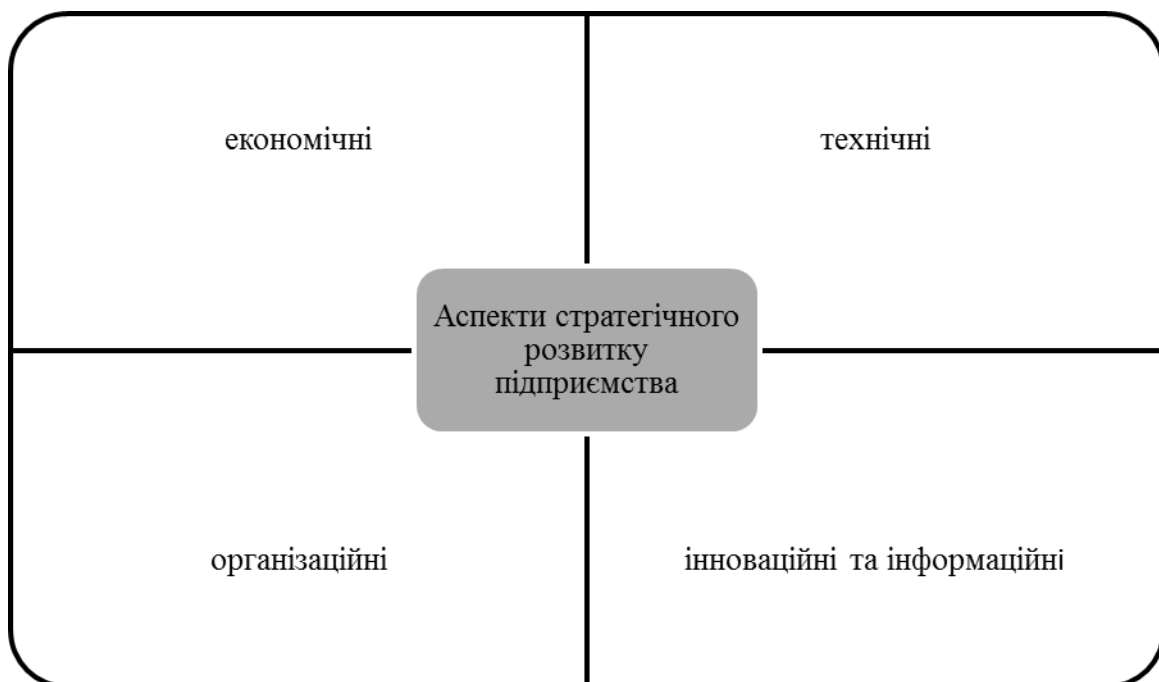 економічні
технічні
Аспекти стратегічного
розвитку
підприємства
організаційні
інноваційні та інформаційні